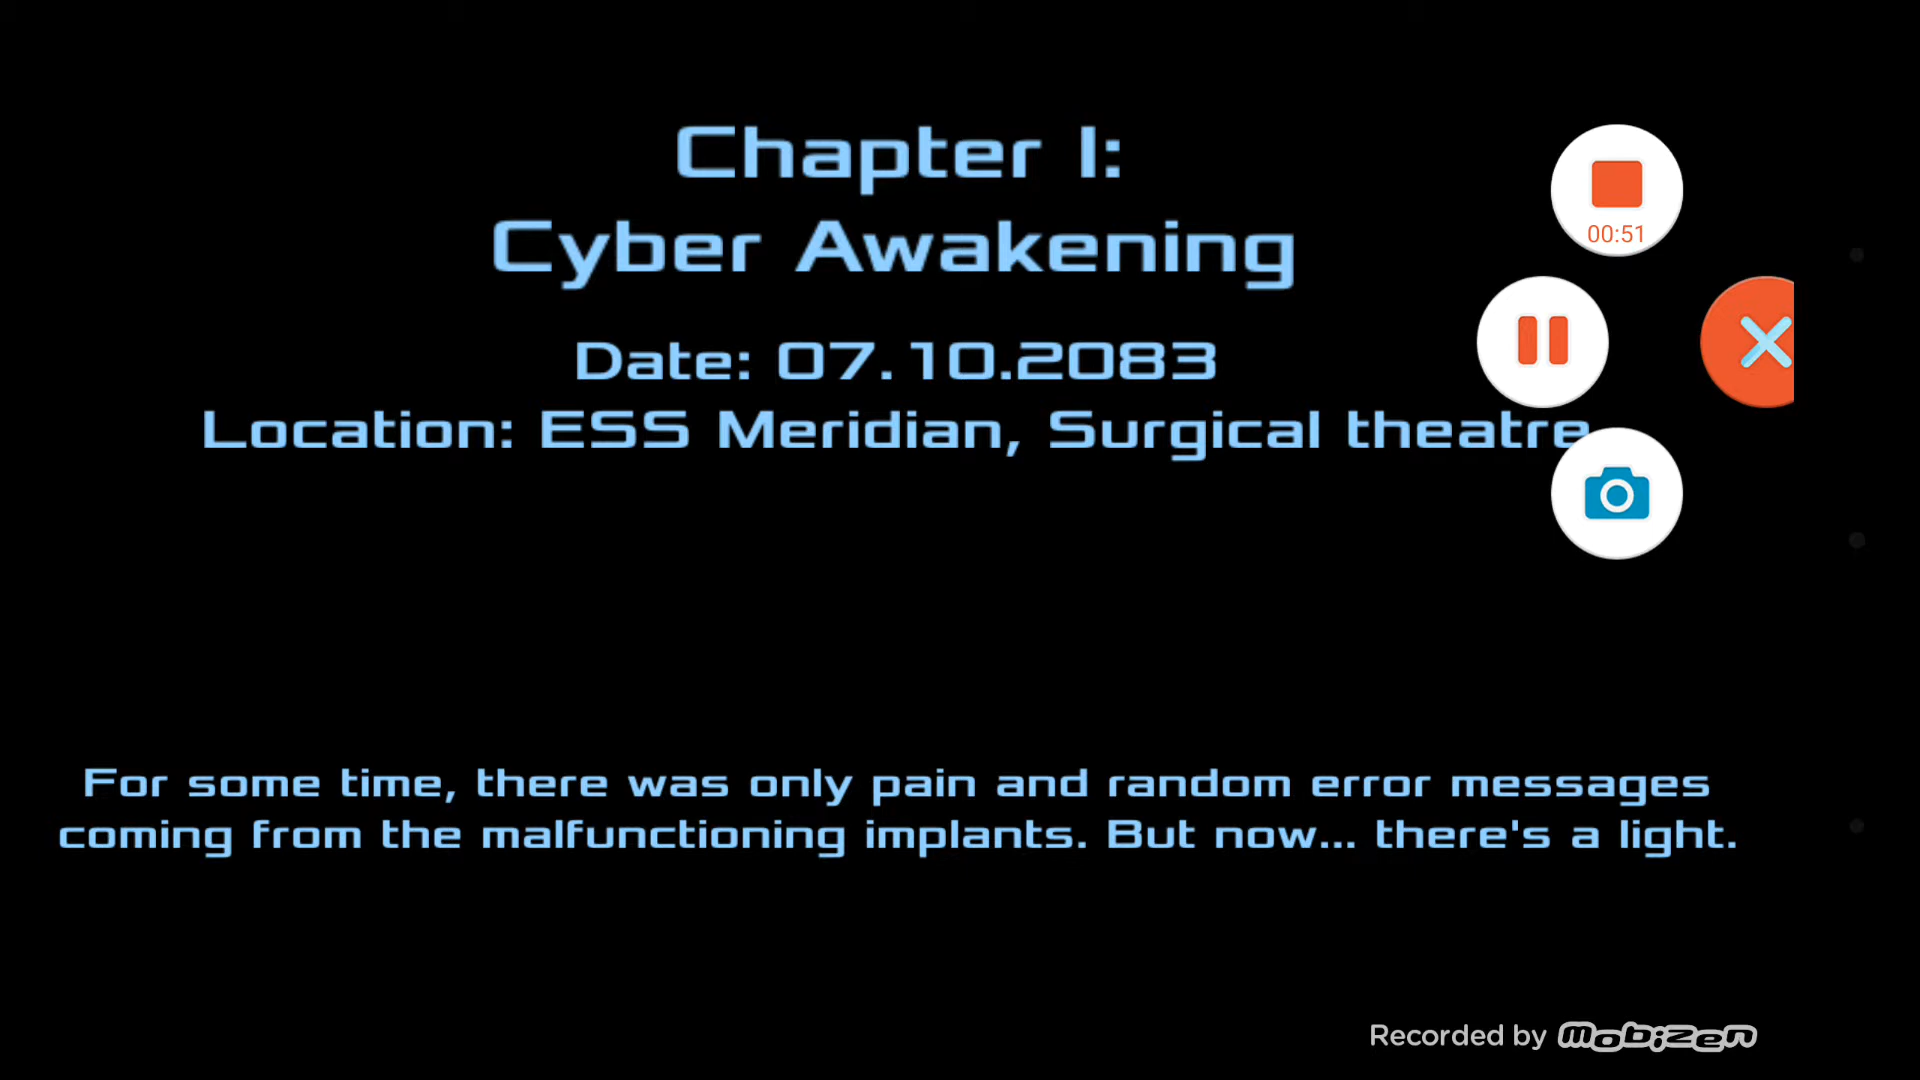 Chapter I:
Cyber Awakening
Date: 07.10.2083
Location: ESS Meridian, Surgical theatre
00:51
For some time, there was only pain and random error messages
coming from the malfunctioning implants. But now... there's a light.
Recorded by mobizen